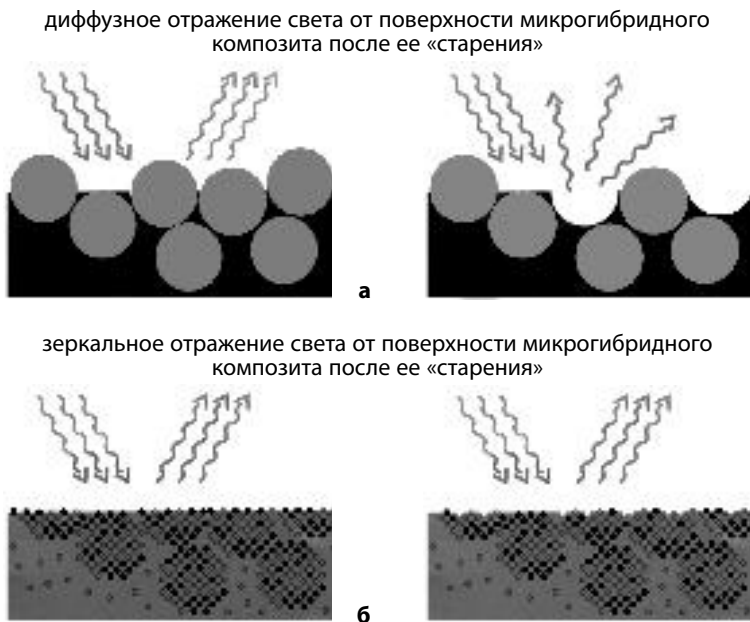 диффузное отражение света от поверхности микрогибридного
композита после ее «старения»
а
зеркальное отражение света от поверхности микрогибридного
композита после ее «старения»
б